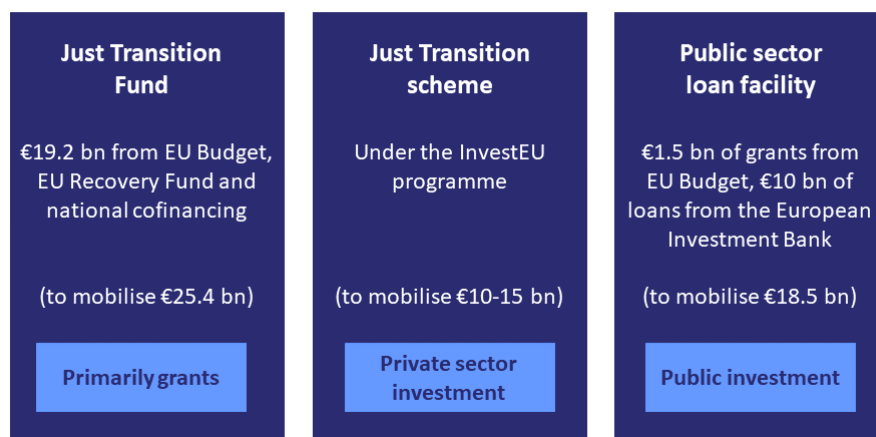 Just Transition
Fund
€19.2 bn from EU Budget,
EU Recovery Fund and
national cofinancing
(to mobilise €25.4 bn)
Primarily grants
Just Transition
scheme
Under the InvestEU
programme
(to mobilise €10-15 bn)
Private sector
investment
Public sector
loan facility
€1.5 bn of grants from
EU Budget, €10 bn of
loans from the European
Investment Bank
(to mobilise €18.5 bn)
Public investment